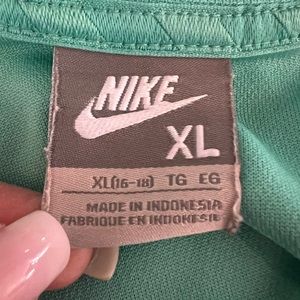 NIKE
XL
XL(16-18) TG EG
MADE IN INDONESIA
FABRIQUE EN INDONESIE